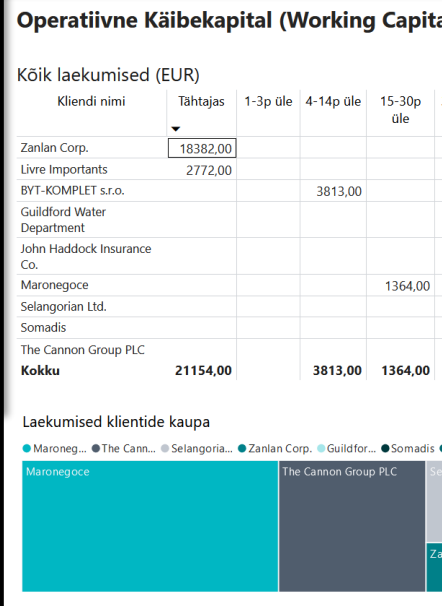 Operatiivne Käibekapital (Working Capita
Kõik laekumised (EUR)
Kliendi nimi Tähtajas 1-3p üle 4-14p üle 15-30p
üle
Zanlan Corp. 18382,00
Livre Importants 2772,00
BYT-KOMPLET s.r.o. 3813,00
Guildford Water
Department
John Haddock Insurance
Co.
Maronegoce 1364,00
Selangorian Ltd.
Somadis
The Cannon Group PLC
Kokku 21154,00 3813,00 1364,00
Laekumised klientide kaupa
Maroneg... The Cann... Selangoria... Zanlan Corp. Guildfor... Somadis
Maronegoce The Cannon Group PLC Se
Za